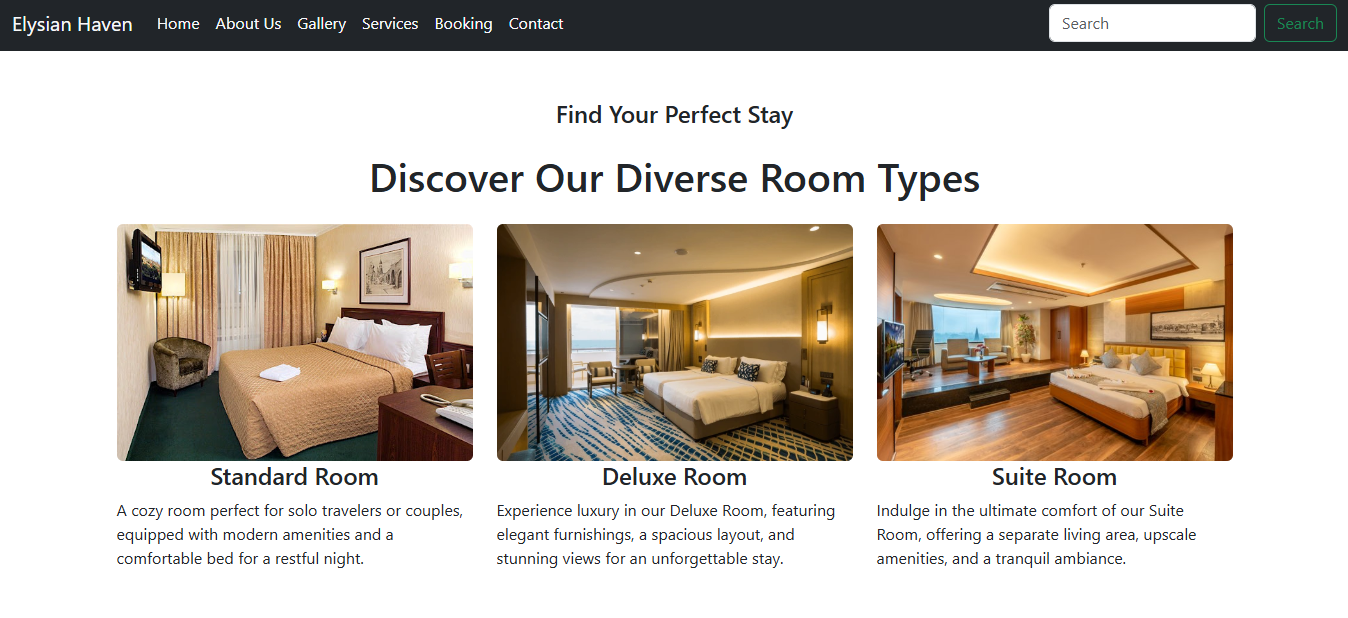 Elysian Haven Home About Us Gallery Services Booking Contact Search Search
Find Your Perfect Stay
Discover Our Diverse Room Types
Standard Room
A cozy room perfect for solo travelers or couples,
equipped with modern amenities and a
comfortable bed for a restful night.
Deluxe Room
Experience luxury in our Deluxe Room, featuring
elegant furnishings, a spacious layout, and
stunning views for an unforgettable stay.
Suite Room
Indulge in the ultimate comfort of our Suite
Room, offering a separate living area, upscale
amenities, and a tranquil ambiance.